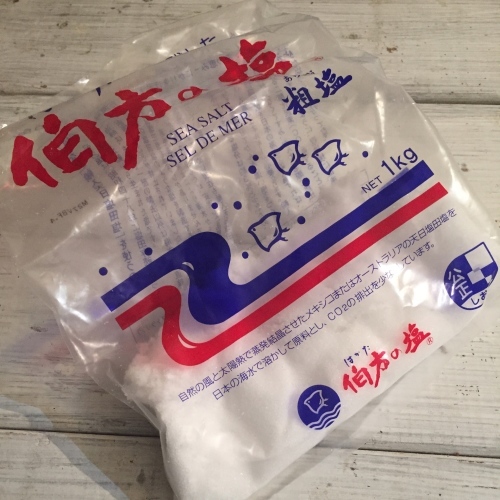 伯方の塩
あらじお
粗塩
SEA SALT
SEL DE MER
NET 1kg
自然の風と太陽熱で蒸発結晶させたメキシコまたはオーストラリアの天日塩田塩を
日本の海水で溶かして原料とし、CO2の排出を少なくしています。
公正
しお
はかた
伯方の塩®